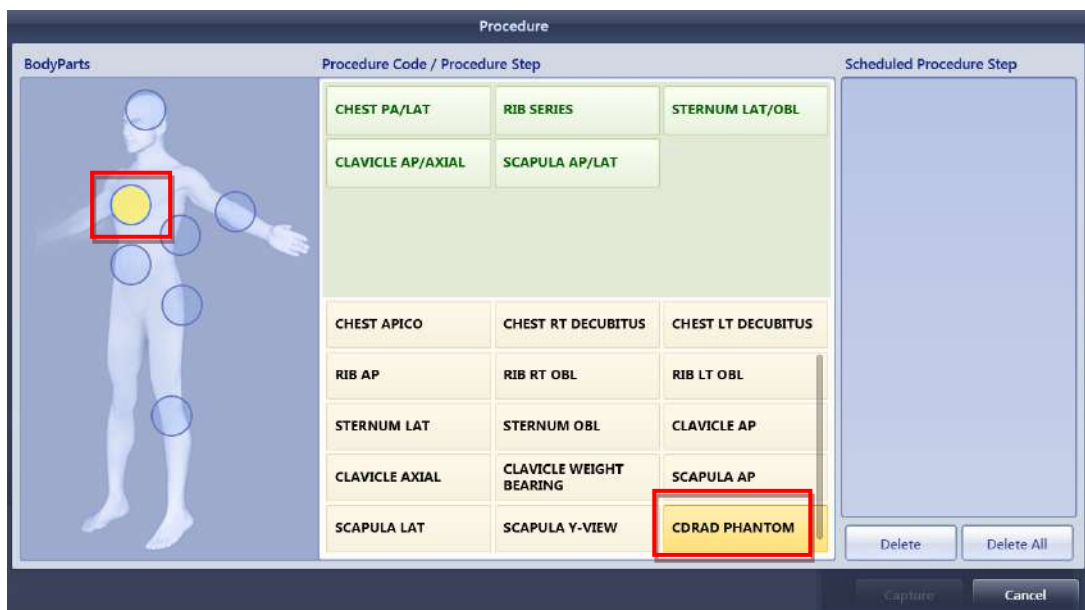 Procedure
BodyParts
Procedure Code / Procedure Step
Scheduled Procedure Step
CHEST PA/LAT
RIB SERIES
STERNUM LAT/OBL
CLAVICLE AP/AXIAL
SCAPULA AP/LAT
CHEST APICO
CHEST RT DECUBITUS
CHEST LT DECUBITUS
RIB AP
RIB RT OBL
RIB LT OBL
STERNUM LAT
STERNUM OBL
CLAVICLE AP
CLAVICLE AXIAL
CLAVICLE WEIGHT
BEARING
SCAPULA AP
SCAPULA LAT
SCAPULA Y-VIEW
CDRAD PHANTOM
Delete
Delete All
Capture
Cancel